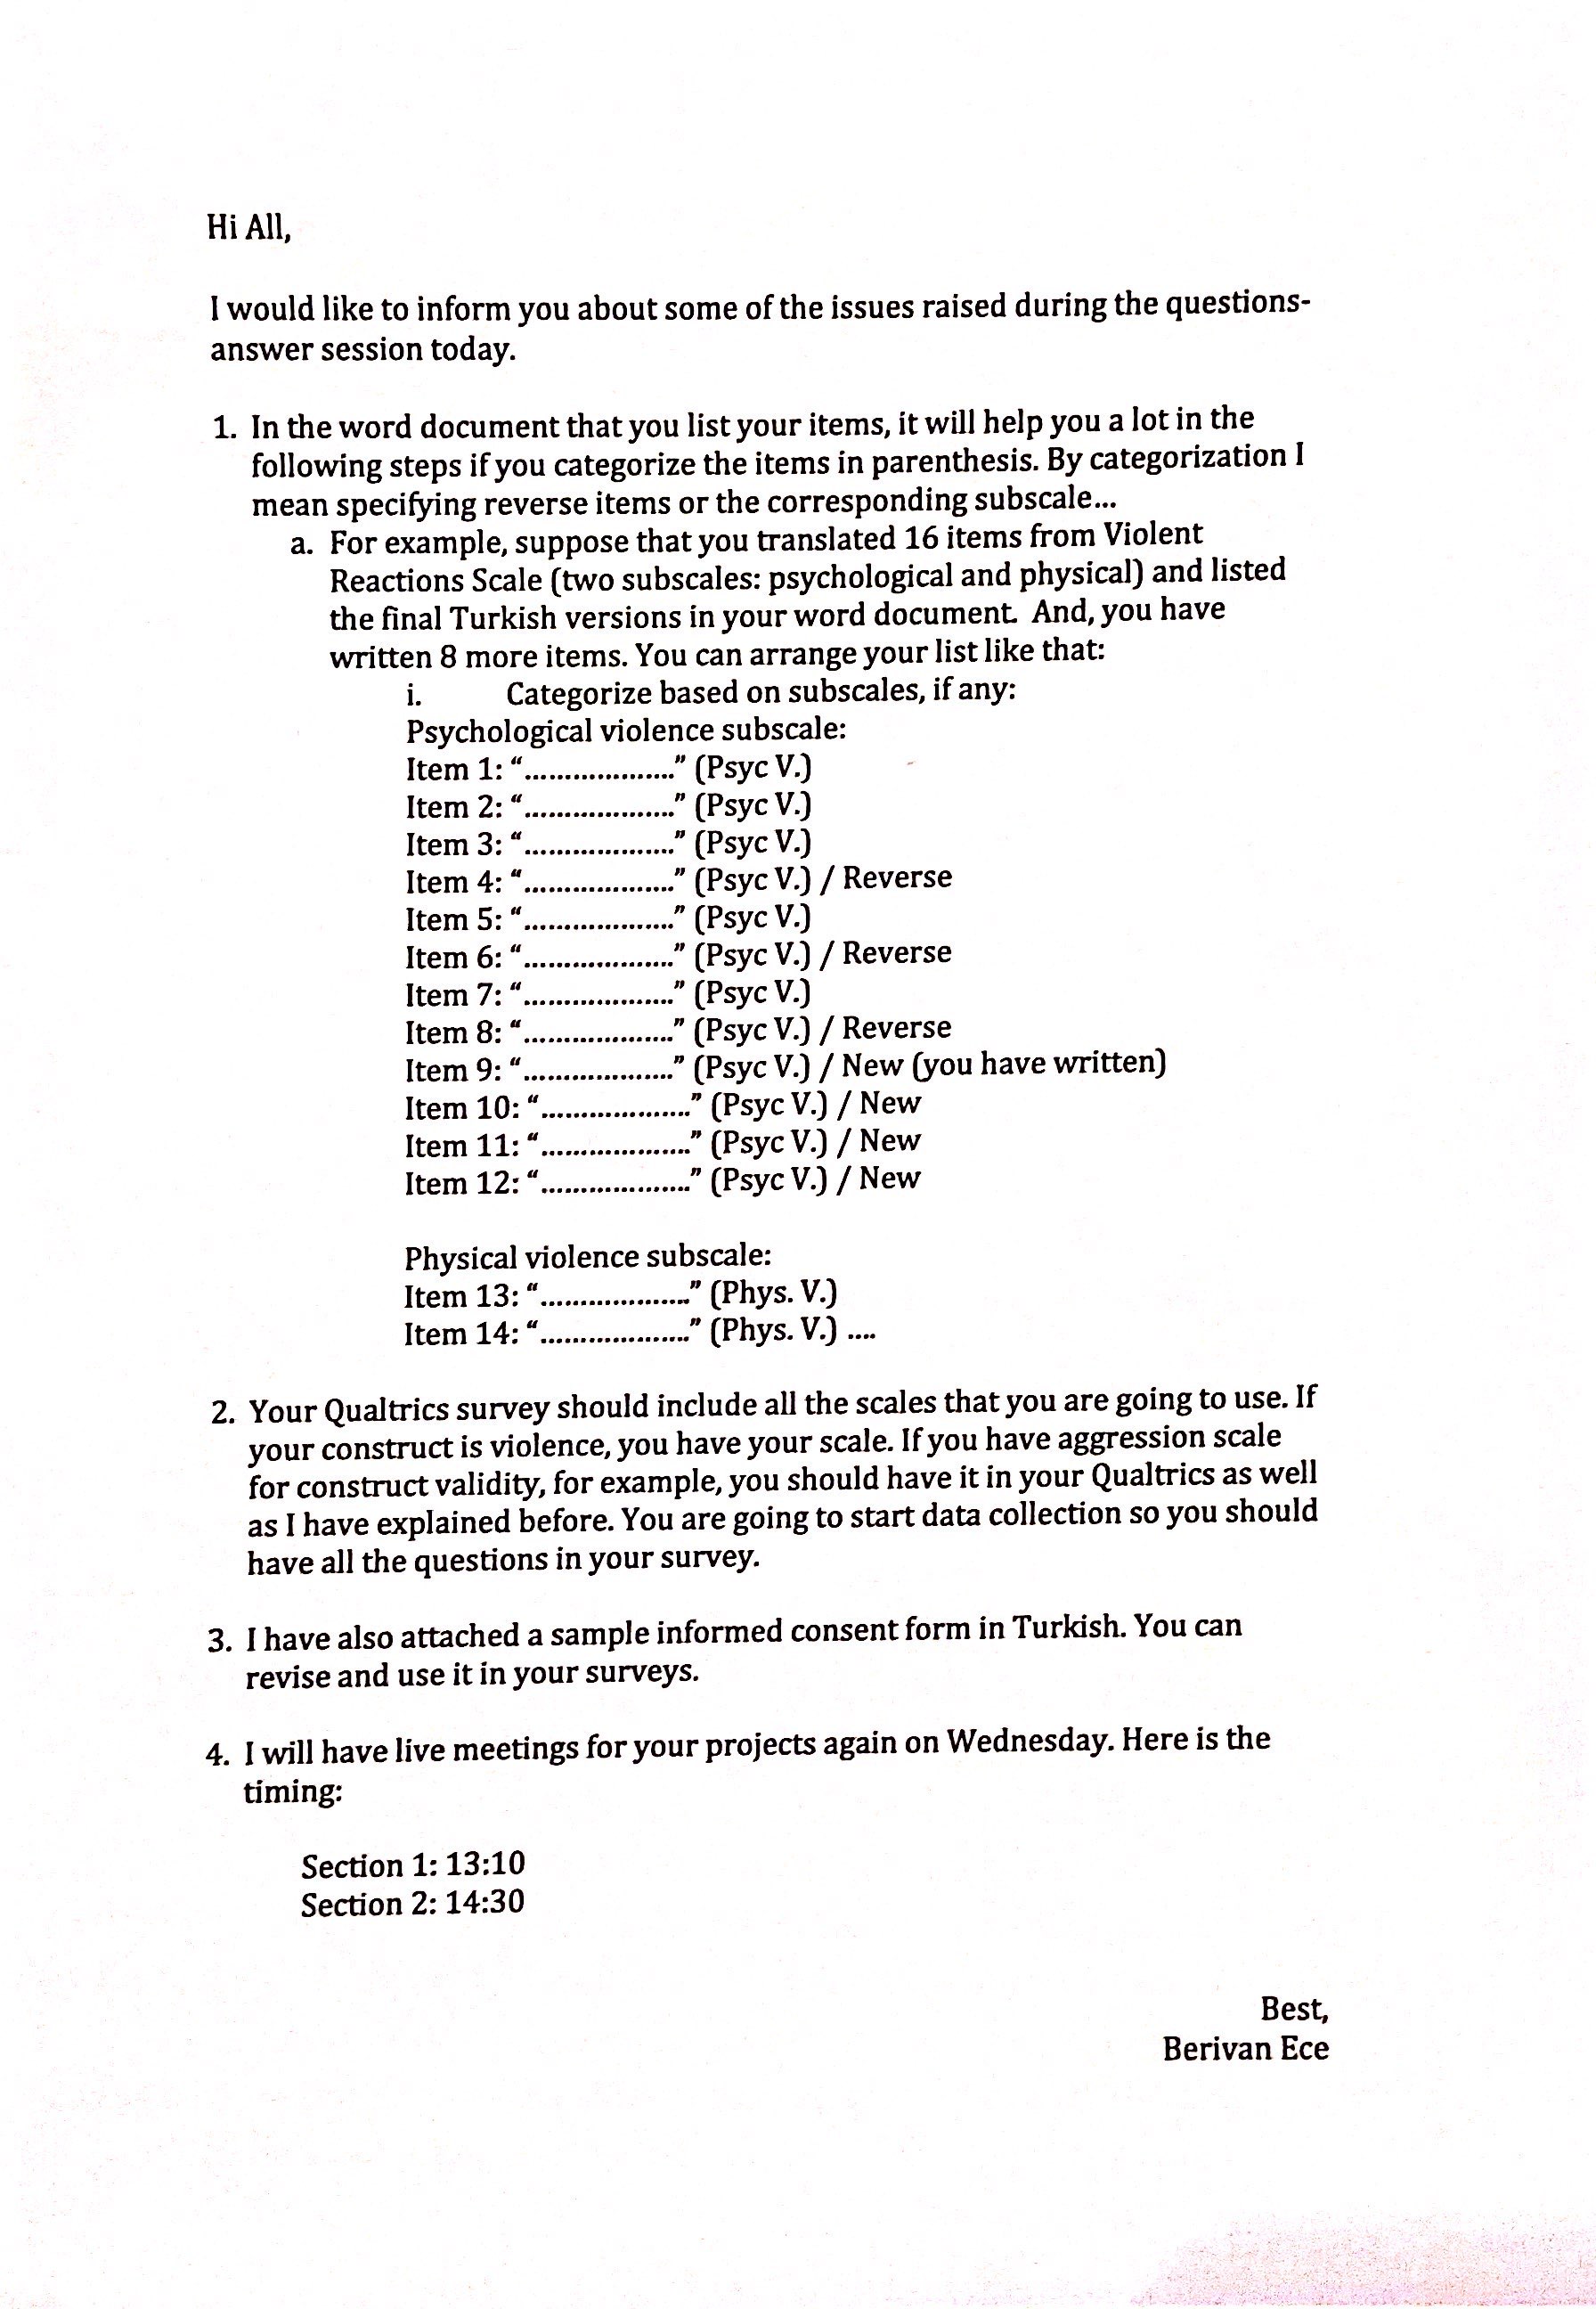 Hi All,
I would like to inform you about some of the issues raised during the questions-
answer session today.
1. In the word document that you list your items, it will help you a lot in the
following steps if you categorize the items in parenthesis. By categorization I
mean specifying reverse items or the corresponding subscale...
a. For example, suppose that you translated 16 items from Violent
Reactions Scale (two subscales: psychological and physical) and listed
the final Turkish versions in your word document. And, you have
written 8 more items. You can arrange your list like that:
i. Categorize based on subscales, if any:
Psychological violence subscale:
Item 1: “...................” (Psyc V.)
Item 2: “...................” (Psyc V.)
Item 3: “...................” (Psyc V.)
Item 4: “...................” (Psyc V.) / Reverse
Item 5: “...................” (Psyc V.)
Item 6: “...................” (Psyc V.) / Reverse
Item 7: “...................” (Psyc V.)
Item 8: “...................” (Psyc V.) / Reverse
Item 9: “...................” (Psyc V.) / New (you have written)
Item 10: “...................” (Psyc V.) / New
Item 11: “...................” (Psyc V.) / New
Item 12: “...................” (Psyc V.) / New
Physical violence subscale:
Item 13: “...................” (Phys. V.)
Item 14: “...................” (Phys. V.) ....
2. Your Qualtrics survey should include all the scales that you are going to use. If
your construct is violence, you have your scale. If you have aggression scale
for construct validity, for example, you should have it in your Qualtrics as well
as I have explained before. You are going to start data collection so you should
have all the questions in your survey.
3. I have also attached a sample informed consent form in Turkish. You can
revise and use it in your surveys.
4. I will have live meetings for your projects again on Wednesday. Here is the
timing:
Section 1: 13:10
Section 2: 14:30
Best,
Berivan Ece